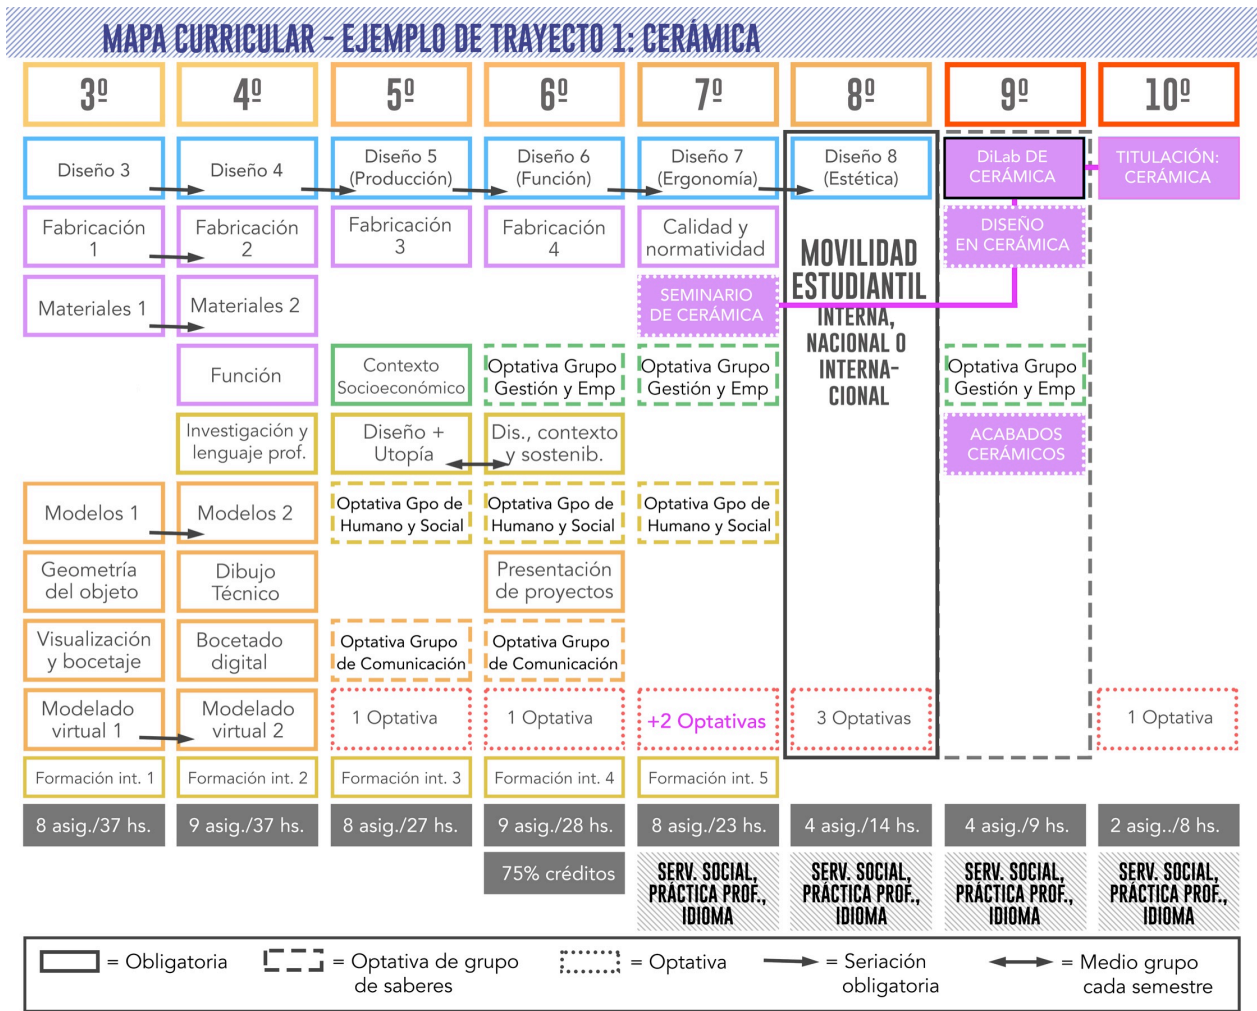 MAPA CURRICULAR - EJEMPLO DE TRAYECTO 1: CERÁMICA
3º
4º
5º
6º
7º
8º
9º
10º
Diseño 3
Diseño 4
Diseño 5
(Producción)
Diseño 6
(Función)
Diseño 7
(Ergonomía)
Diseño 8
(Estética)
DiLab DE
CERÁMICA
TITULACIÓN:
CERÁMICA
Fabricación
1
Fabricación
2
Fabricación
3
Fabricación
4
Calidad y
normatividad
MOVILIDAD
ESTUDIANTIL
INTERNA,
NACIONAL O
INTERNA-
CIONAL
DISEÑO
EN CERÁMICA
Materiales 1
Materiales 2
SEMINARIO
DE CERÁMICA
Función
Contexto
Socioeconómico
Optativa Grupo
Gestión y Emp
Optativa Grupo
Gestión y Emp
Optativa Grupo
Gestión y Emp
Investigación y
lenguaje prof.
Diseño +
Utopía
Dis., contexto
y sostenib.
ACABADOS
CERÁMICOS
Modelos 1
Modelos 2
Optativa Gpo de
Humano y Social
Optativa Gpo de
Humano y Social
Optativa Gpo de
Humano y Social
Geometría
del objeto
Dibujo
Técnico
Presentación
de proyectos
Visualización
y bocetaje
Bocetado
digital
Optativa Grupo
de Comunicación
Optativa Grupo
de Comunicación
Modelado
virtual 1
Modelado
virtual 2
1 Optativa
1 Optativa
+2 Optativas
3 Optativas
1 Optativa
Formación int. 1
Formación int. 2
Formación int. 3
Formación int. 4
Formación int. 5
8 asig./37 hs.
9 asig./37 hs.
8 asig./27 hs.
9 asig./28 hs.
8 asig./23 hs.
4 asig./14 hs.
4 asig./9 hs.
2 asig../8 hs.
75% créditos
SERV. SOCIAL,
PRÁCTICA PROF.,
IDIOMA
SERV. SOCIAL,
PRÁCTICA PROF.,
IDIOMA
SERV. SOCIAL,
PRÁCTICA PROF.,
IDIOMA
SERV. SOCIAL,
PRÁCTICA PROF.,
IDIOMA
= Obligatoria
= Optativa de grupo
de saberes
= Optativa
= Seriación
obligatoria
= Medio grupo
cada semestre